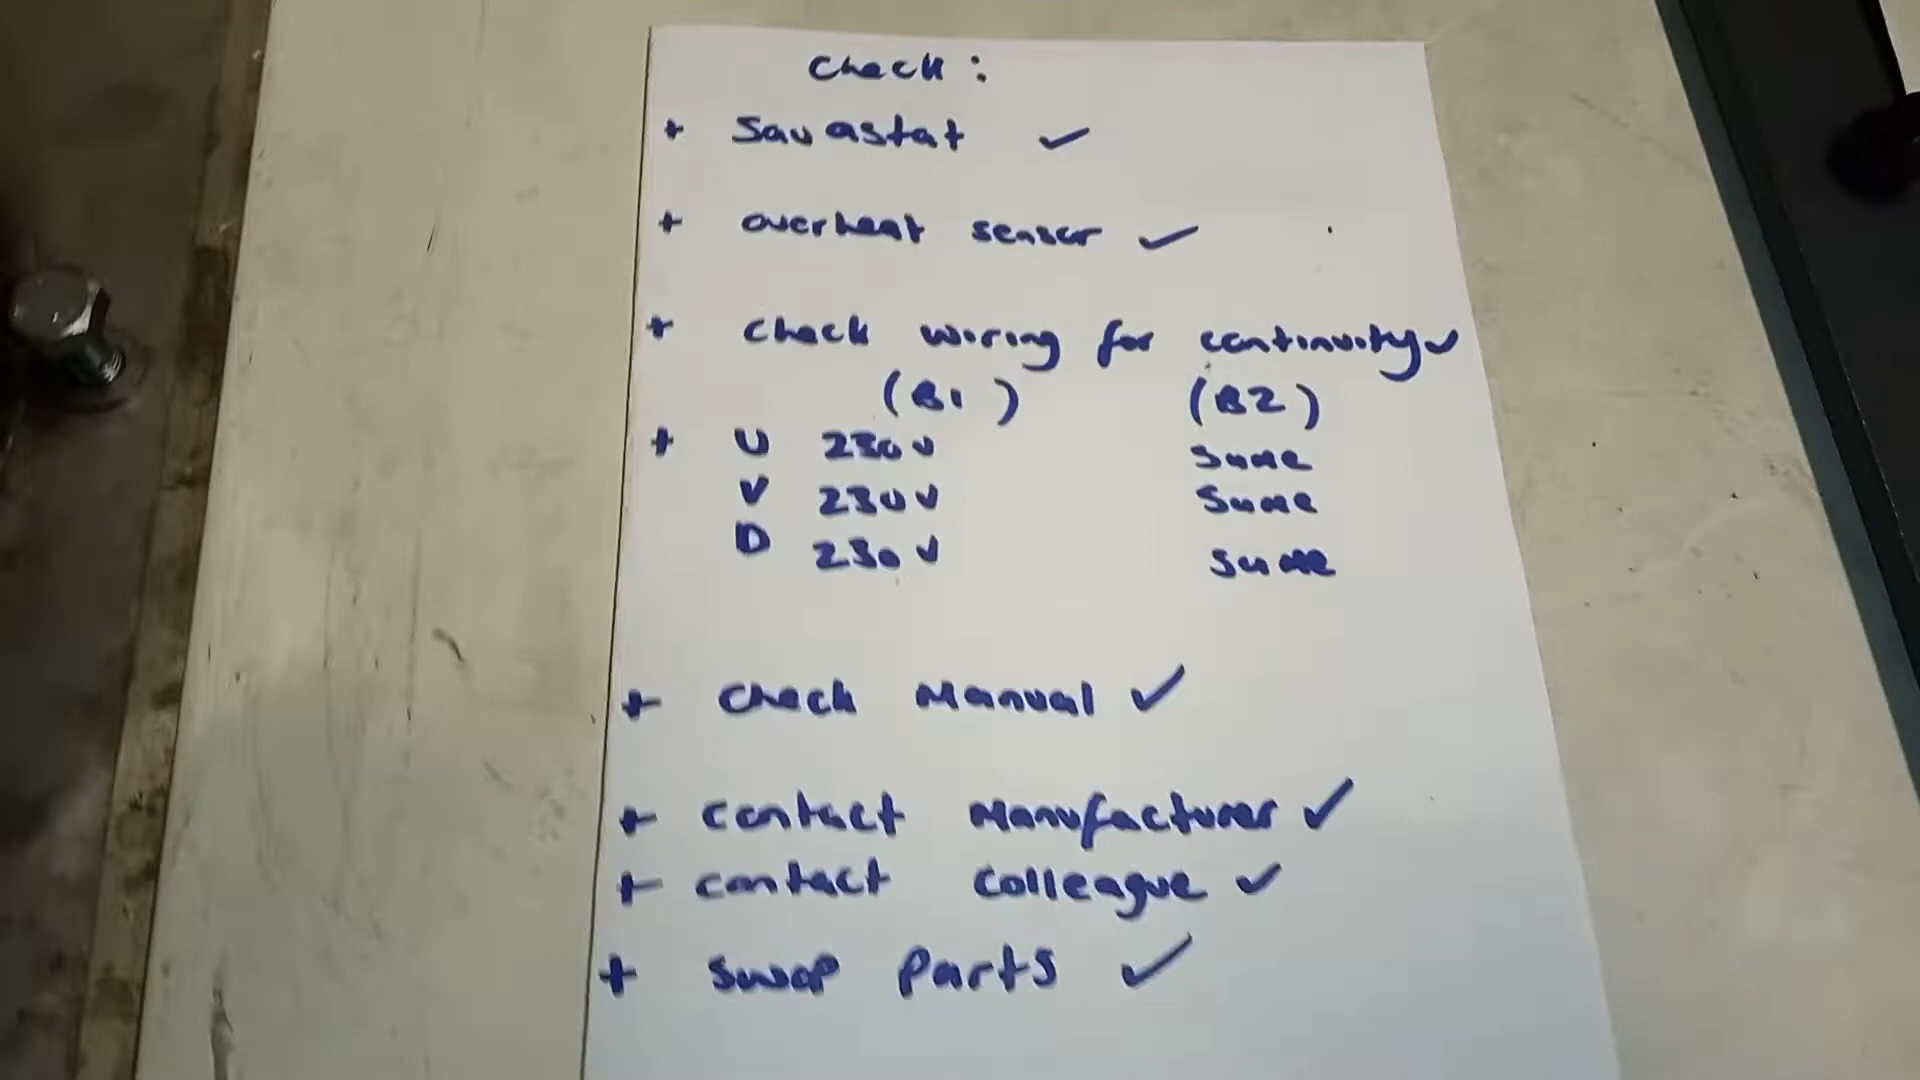 Check:
+ Savastat ✓
+ overheat sensor ✓
+ check wiring for continuity ✓
(B1) (B2)
+ U 230V Same
V 230V Same
D 230V Same
+ check Manual ✓
+ contact Manufacturer ✓
+ contact colleague ✓
+ swap Parts ✓